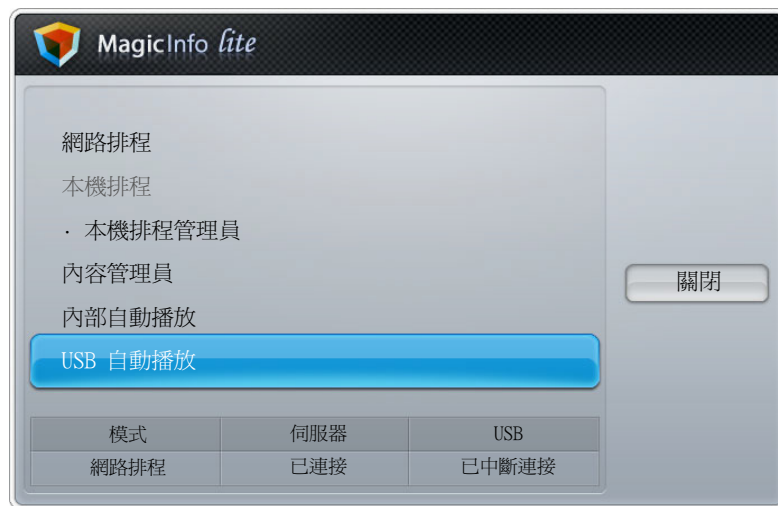 MagicInfo lite
網路排程
本機排程
· 本機排程管理員
內容管理員
內部自動播放
USB 自動播放
關閉
模式 伺服器 USB
網路排程 已連接 已中斷連接